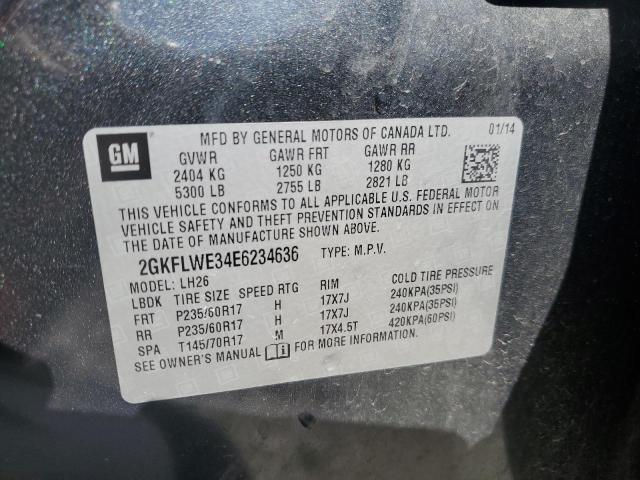 GM
MFD BY GENERAL MOTORS OF CANADA LTD. 01/14
GVWR GAWR FRT GAWR RR
2404 KG 1250 KG 1280 KG
5300 LB 2755 LB 2821 LB
THIS VEHICLE CONFORMS TO ALL APPLICABLE U.S. FEDERAL MOTOR
VEHICLE SAFETY AND THEFT PREVENTION STANDARDS IN EFFECT ON
THE DATE OF MANUFACTURE SHOWN ABOVE.
2GKFLWE34E6234636 TYPE: M.P.V.
MODEL: LH26
LBDK TIRE SIZE SPEED RTG RIM COLD TIRE PRESSURE
FRT P235/60R17 H 17X7J 240KPA(35PSI)
RR P235/60R17 H 17X7J 240KPA(35PSI)
SPA T145/70R17 M 17X4.5T 420KPA(60PSI)
SEE OWNER'S MANUAL FOR MORE INFORMATION.